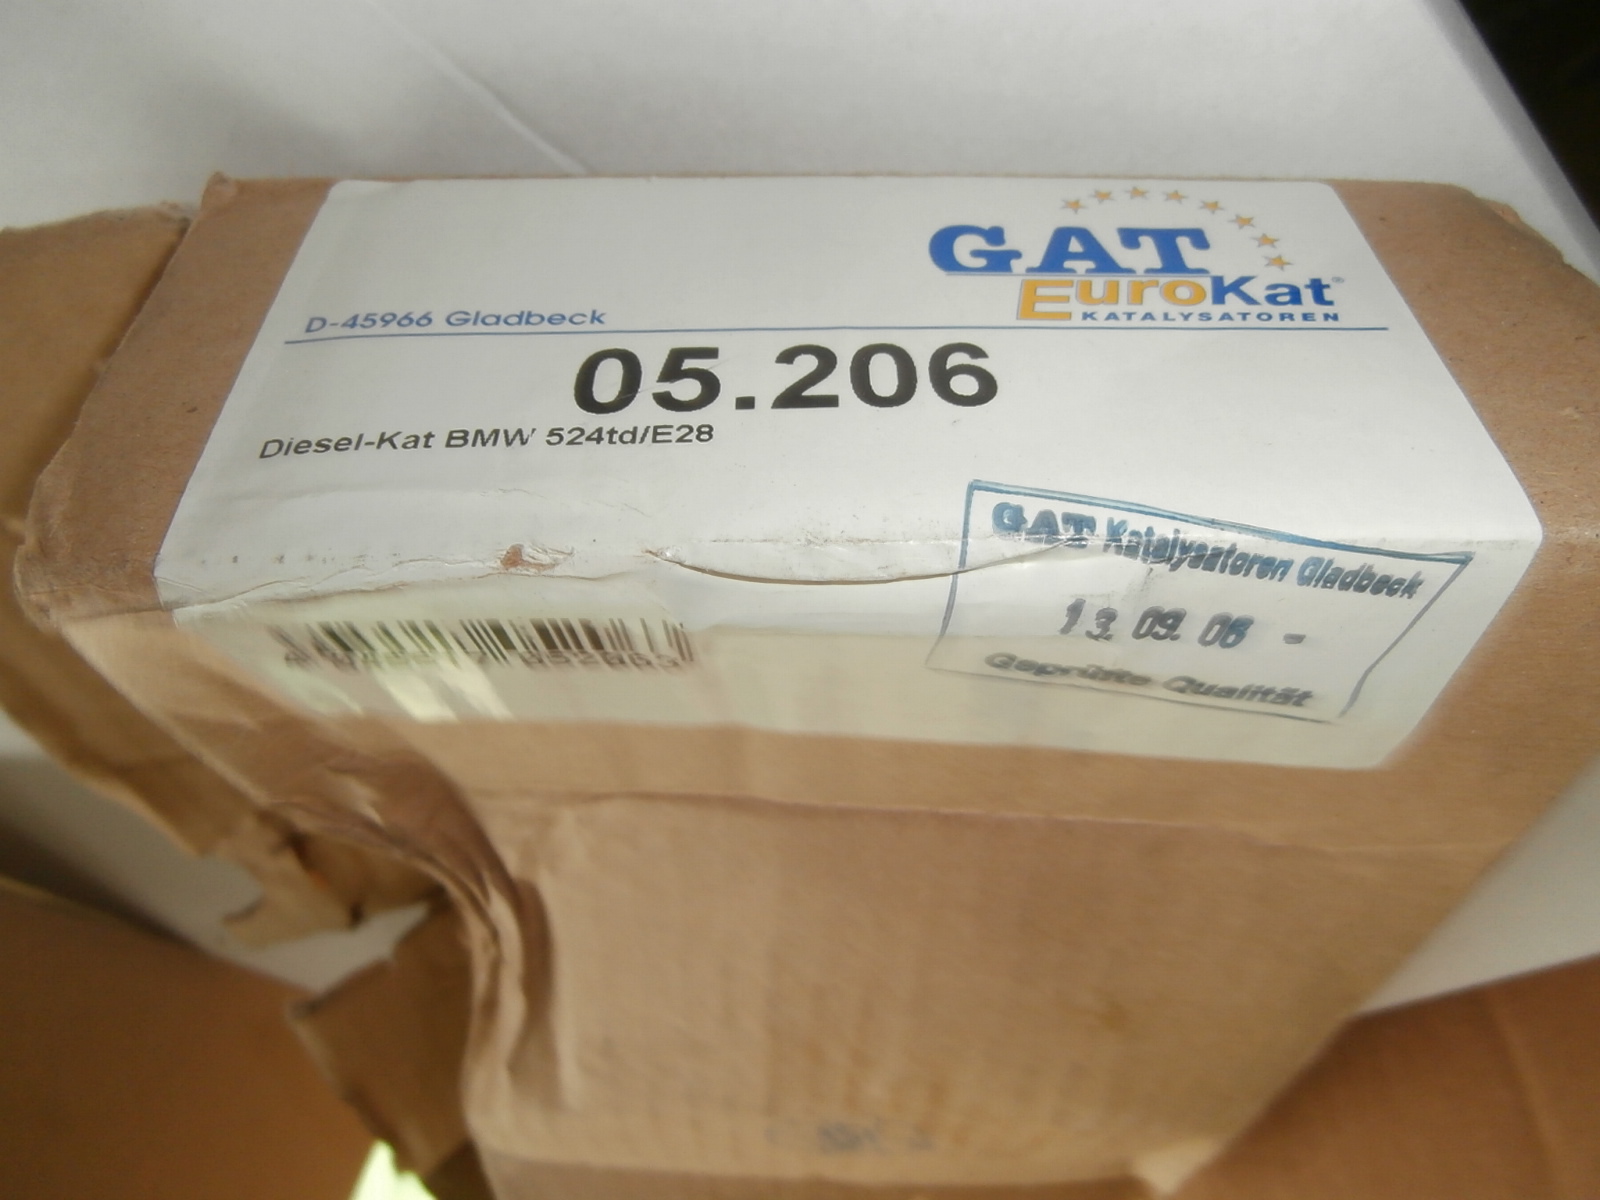 GAT
EuroKat®
KATALYSATOREN
D-45966 Gladbeck
05.206
Diesel-Kat BMW 524td/E28
GAT Katalysatoren Gladbeck
13. 09. 06 -
Geprüfte Qualität